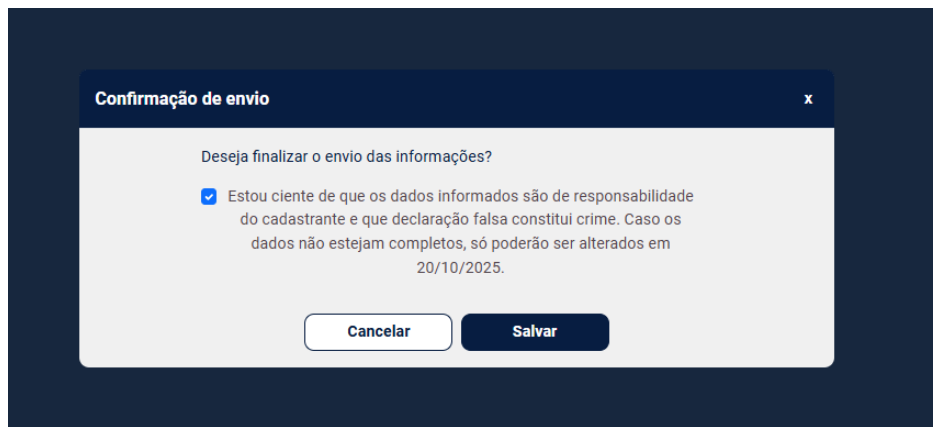 Confirmação de envio
x
Deseja finalizar o envio das informações?
Estou ciente de que os dados informados são de responsabilidade
do cadastrante e que declaração falsa constitui crime. Caso os
dados não estejam completos, só poderão ser alterados em
20/10/2025.
Cancelar
Salvar